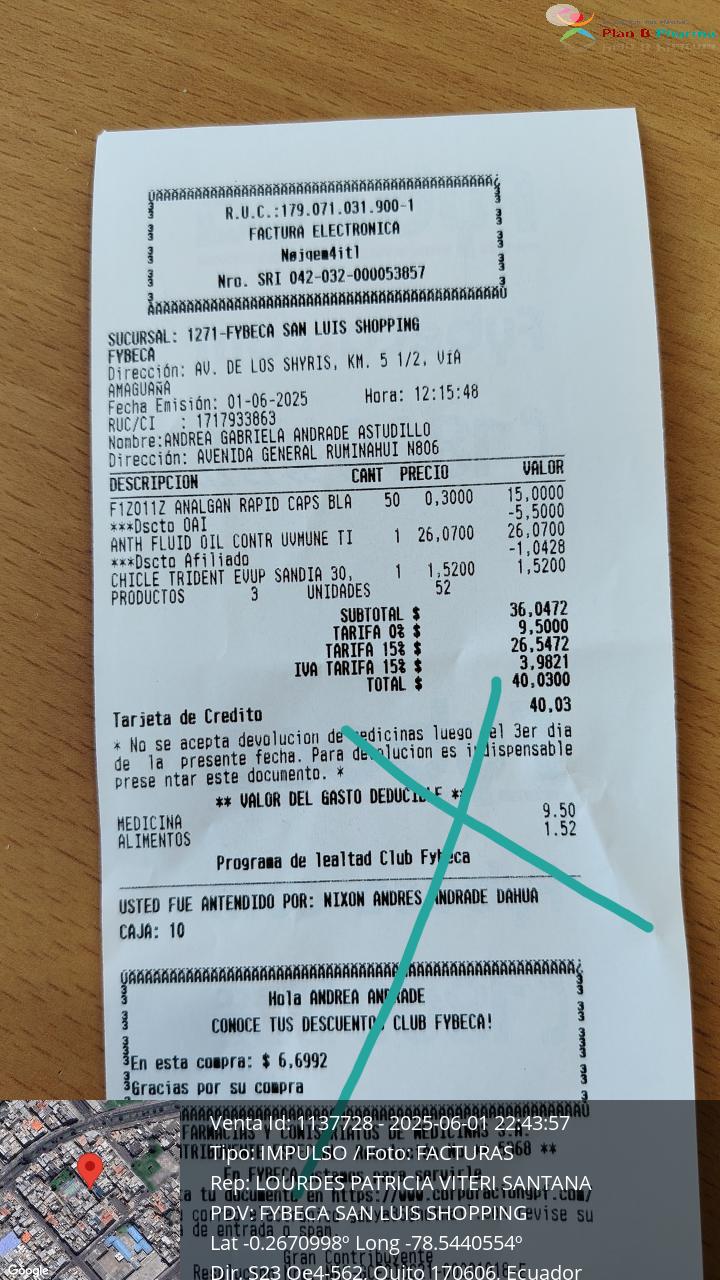 Plan B Pharma
R.U.C.:179.071.031.900-1
FACTURA ELECTRONICA
Nøjqem4itl
Nro. SRI 042-032-000053857
SUCURSAL: 1271-FYBECA SAN LUIS SHOPPING
FYBECA
Dirección: AV. DE LOS SHYRIS, KM. 5 1/2, VíA
AMAGUAñA
Fecha Emisión: 01-06-2025 Hora: 12:15:48
RUC/CI : 1717933863
Nombre:ANDREA GABRIELA ANDRADE ASTUDILLO
Dirección: AVENIDA GENERAL RUMINAHUI N806
DESCRIPCION CANT PRECIO VALOR
F1Z011Z ANALGAN RAPID CAPS BLA 50 0,3000 15,0000
***Dscto OAI -5,5000
ANTH FLUID OIL CONTR UVMUNE TI 1 26,0700 26,0700
***Dscto Afiliado -1,0428
CHICLE TRIDENT EVUP SANDIA 30, 1 1,5200 1,5200
PRODUCTOS 3 UNIDADES 52
SUBTOTAL $ 36,0472
TARIFA 0% $ 9,5000
TARIFA 15% $ 26,5472
IVA TARIFA 15% $ 3,9821
TOTAL $ 40,0300
Tarjeta de Credito 40,03
* No se acepta devolucion de medicinas luego del 3er dia
de la presente fecha. Para devolucion es indispensable
prese ntar este documento. *
** VALOR DEL GASTO DEDUCIBLE **
MEDICINA 9.50
ALIMENTOS 1.52
Programa de lealtad Club Fybeca
USTED FUE ANTENDIDO POR: NIXON ANDRES ANDRADE DAHUA
CAJA: 10
Hola ANDREA ANDRADE
CONOCE TUS DESCUENTOS CLUB FYBECA!
En esta compra: $ 6,6992
Gracias por su compra
Venta Id: 1137728 - 2025-06-01 22:43:57
Tipo: IMPULSO / Foto: FACTURAS
Rep: LOURDES PATRICIA VITERI SANTANA
PDV: FYBECA SAN LUIS SHOPPING
Lat -0.2670998º Long -78.5440554º
Dir. S23 Oe4-562, Quito 170606, Ecuador
Google